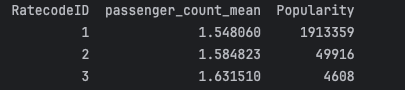 RatecodeID passenger_count_mean Popularity
1 1.548060 1913359
2 1.584823 49916
3 1.631510 4608